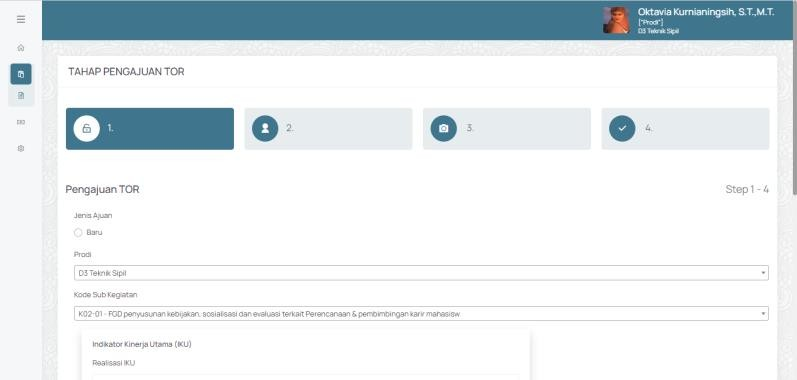 Oktavia Kurnianingsih, S.T.,M.T.
["Prodi"]
D3 Teknik Sipil
TAHAP PENGAJUAN TOR
1.
2.
3.
4.
Pengajuan TOR
Step 1 - 4
Jenis Ajuan
Baru
Prodi
D3 Teknik Sipil
Kode Sub Kegiatan
K02-01 - FGD penyusunan kebijakan, sosialisasi dan evaluasi terkait Perencanaan & pembimbingan karir mahasisw
Indikator Kinerja Utama (IKU)
Realisasi IKU